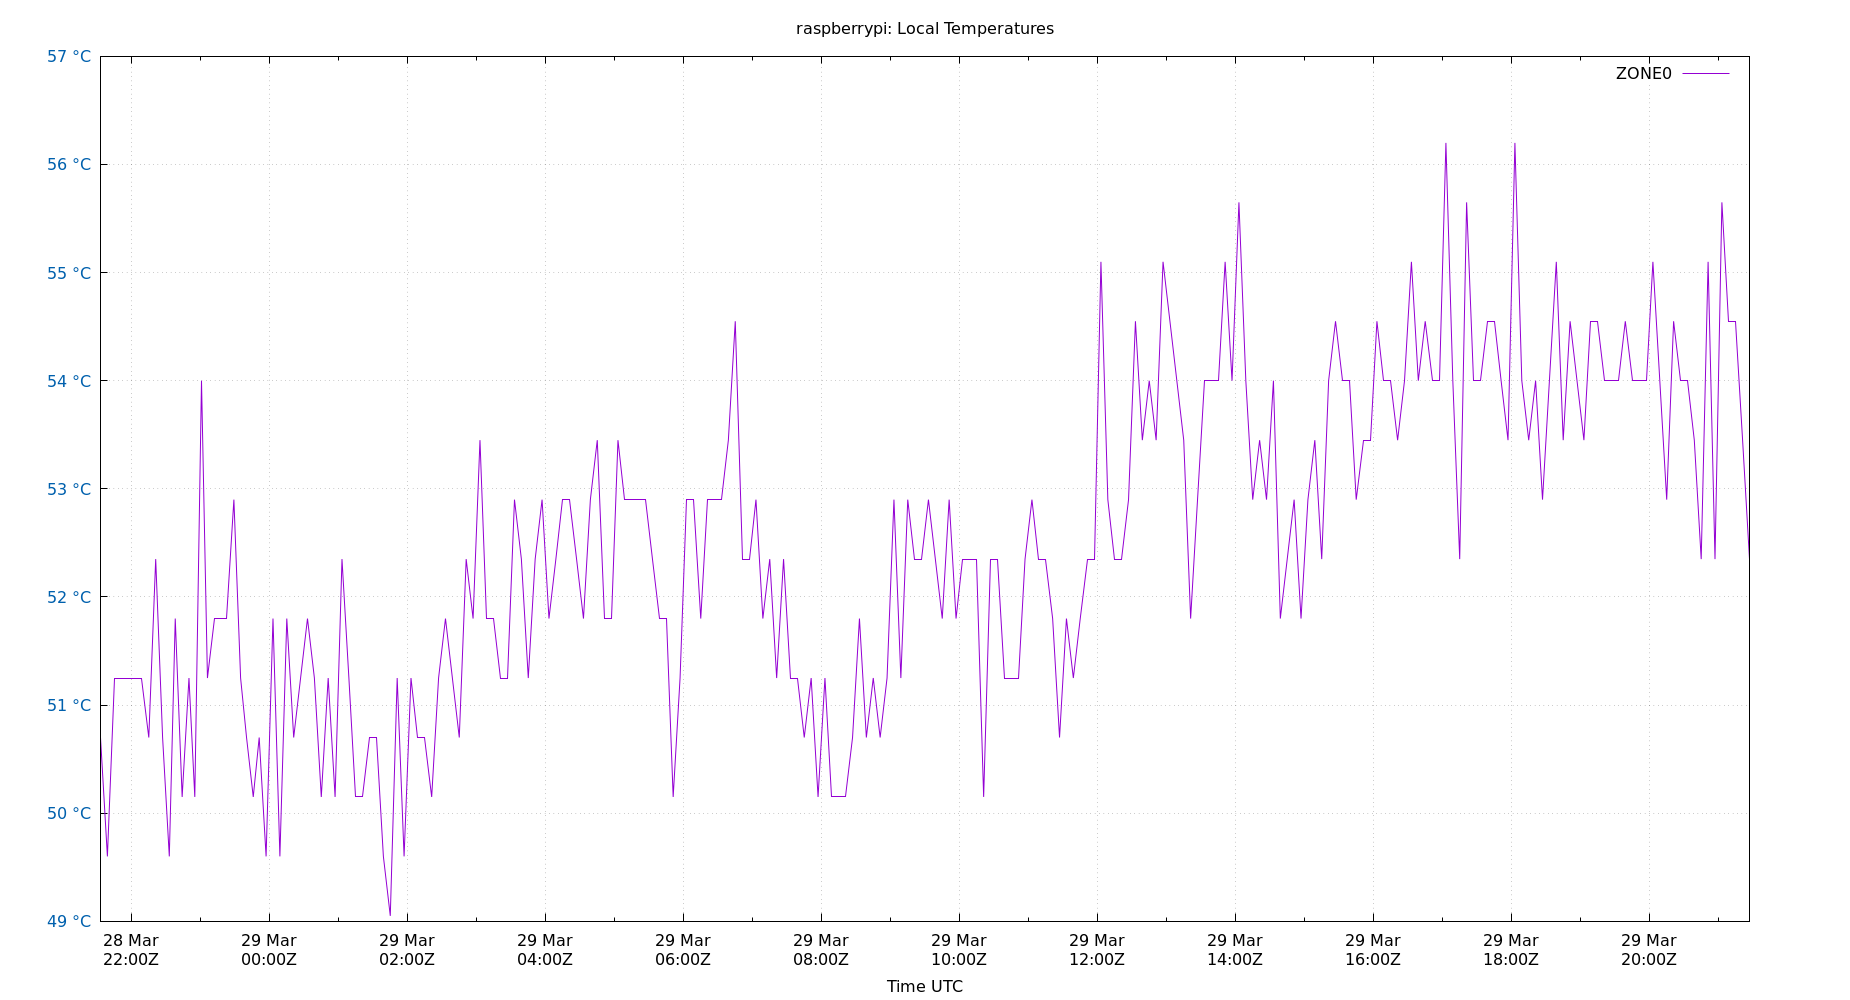 raspberrypi: Local Temperatures
57 °C
ZONE0
56 °C
55 °C
54 °C
53 °C
52 °C
51 °C
50 °C
49 °C
28 Mar 29 Mar 29 Mar 29 Mar 29 Mar 29 Mar 29 Mar 29 Mar 29 Mar 29 Mar 29 Mar 29 Mar
22:00Z 00:00Z 02:00Z 04:00Z 06:00Z 08:00Z 10:00Z 12:00Z 14:00Z 16:00Z 18:00Z 20:00Z
Time UTC